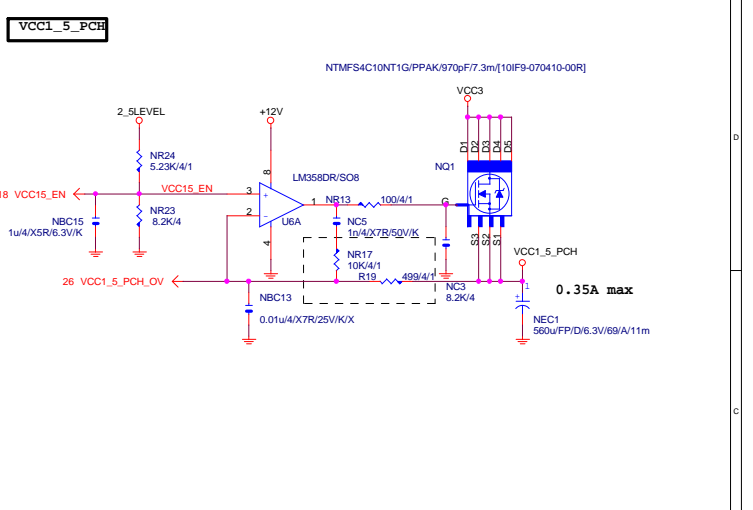 VCC1_5_PCH
NTMFS4C10NT1G/PPAK/970pF/7.3m/[10IF9-070410-00R]
VCC3
2_5LEVEL
+12V
D
D1
D2
D3
D4
D5
NR24
5.23K/4/1
8
LM358DR/SO8
NQ1
18 VCC15_EN
VCC15_EN
3
+
1
NR13
100/4/1
G
NR23
8.2K/4
2
−
U6A
NBC15
1u/4/X5R/6.3V/K
NC5
1n/4/X7R/50V/K
4
S3
S2
S1
NR17
10K/4/1
VCC1_5_PCH
26 VCC1_5_PCH_OV
R19
499/4/1
NC3
8.2K/4
1
0.35A max
NBC13
0.01u/4/X7R/25V/K/X
+
NEC1
560u/FP/D/6.3V/69/A/11m
C